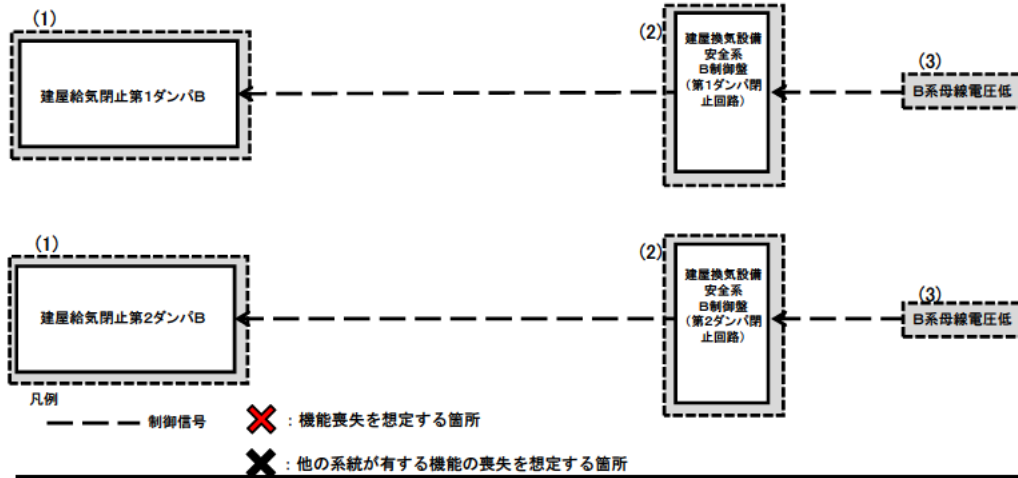 (1)
建屋給気閉止第1ダンパB
(2)
建屋換気設備
安全系
B制御盤
(第1ダンパ閉
止回路)
(3)
B系母線電圧低
(1)
建屋給気閉止第2ダンパB
(2)
建屋換気設備
安全系
B制御盤
(第2ダンパ閉
止回路)
(3)
B系母線電圧低
凡例
制御信号
：機能喪失を想定する箇所
：他の系統が有する機能の喪失を想定する箇所